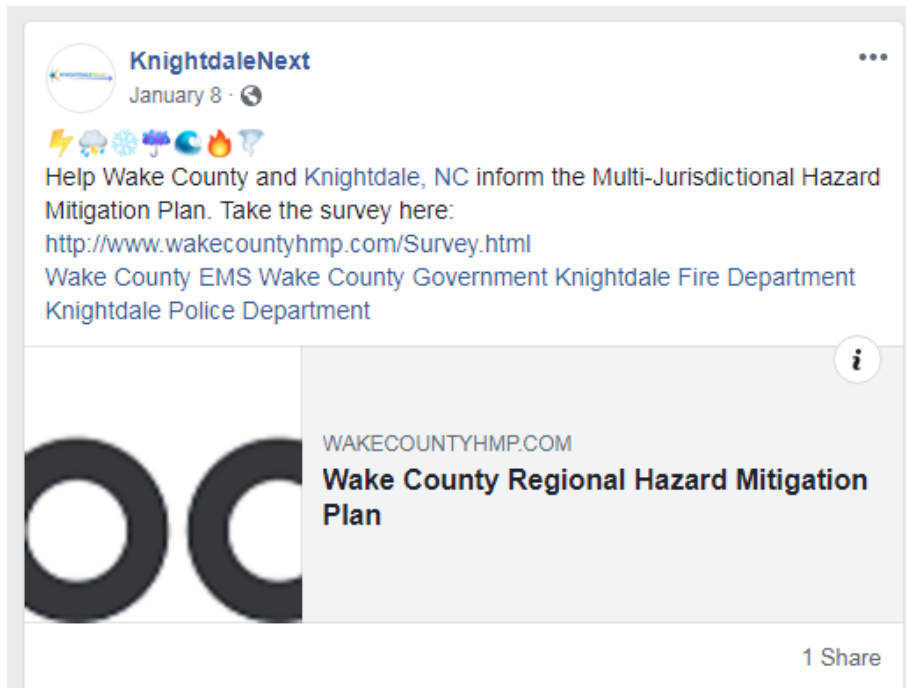 KnightdaleNext
January 8 ·
⚡🌧❄☔🌊🔥🌪
Help Wake County and Knightdale, NC inform the Multi-Jurisdictional Hazard
Mitigation Plan. Take the survey here:
http://www.wakecountyhmp.com/Survey.html
Wake County EMS Wake County Government Knightdale Fire Department
Knightdale Police Department
i
WAKECOUNTYHMP.COM
Wake County Regional Hazard Mitigation
Plan
1 Share